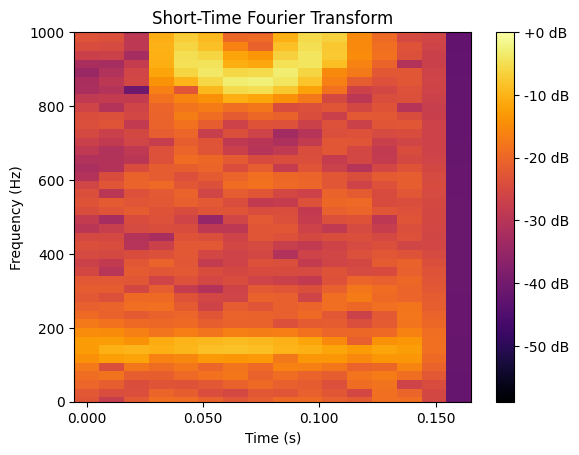 Short-Time Fourier Transform
1000
800
600
400
200
0
Frequency (Hz)
0.000
0.050
0.100
0.150
Time (s)
+0 dB
-10 dB
-20 dB
-30 dB
-40 dB
-50 dB